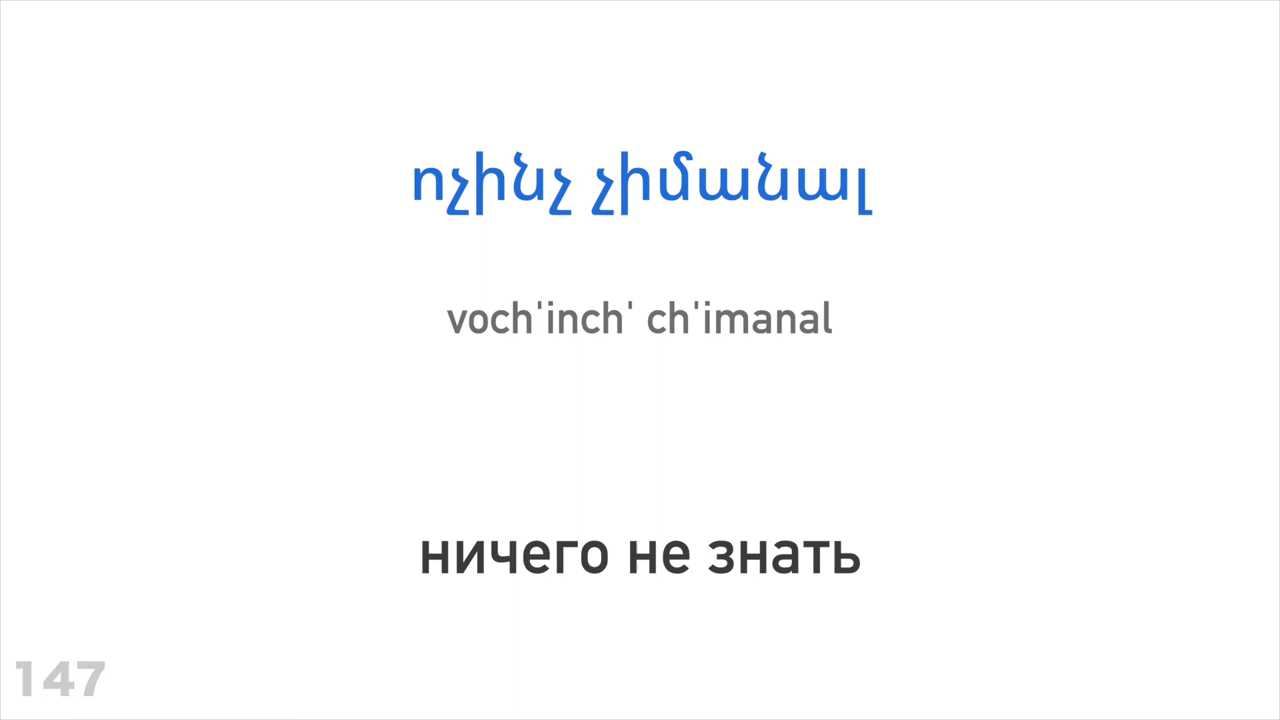 ոչինչ չիմանալ
voch'inch' ch'imanal
ничего не знать
147